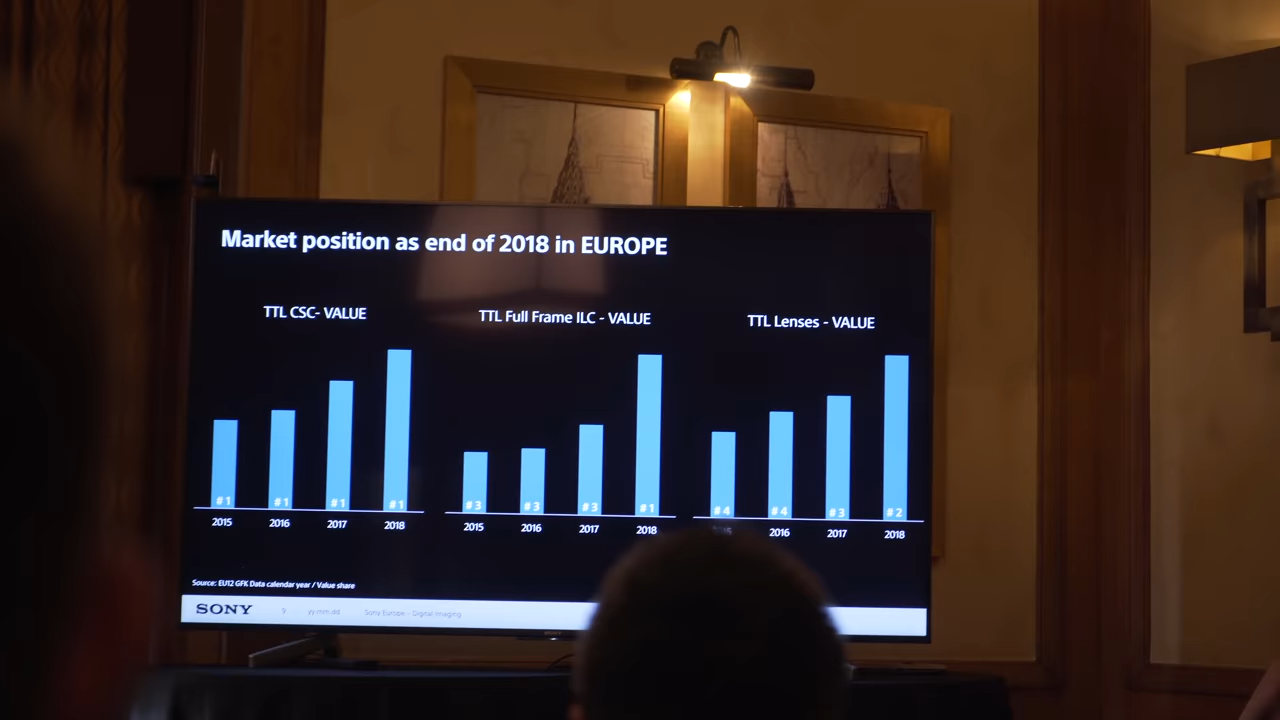 Market position as end of 2018 in EUROPE
TTL CSC- VALUE
#1 #1 #1 #1
2015 2016 2017 2018
TTL Full Frame ILC - VALUE
#3 #3 #3 #1
2015 2016 2017 2018
TTL Lenses - VALUE
#4 #4 #3 #2
2015 2016 2017 2018
Source: EU12 GFK Data calendar year / Value share
SONY 9 yy.mm.dd Sony Europe - Digital Imaging
SONY